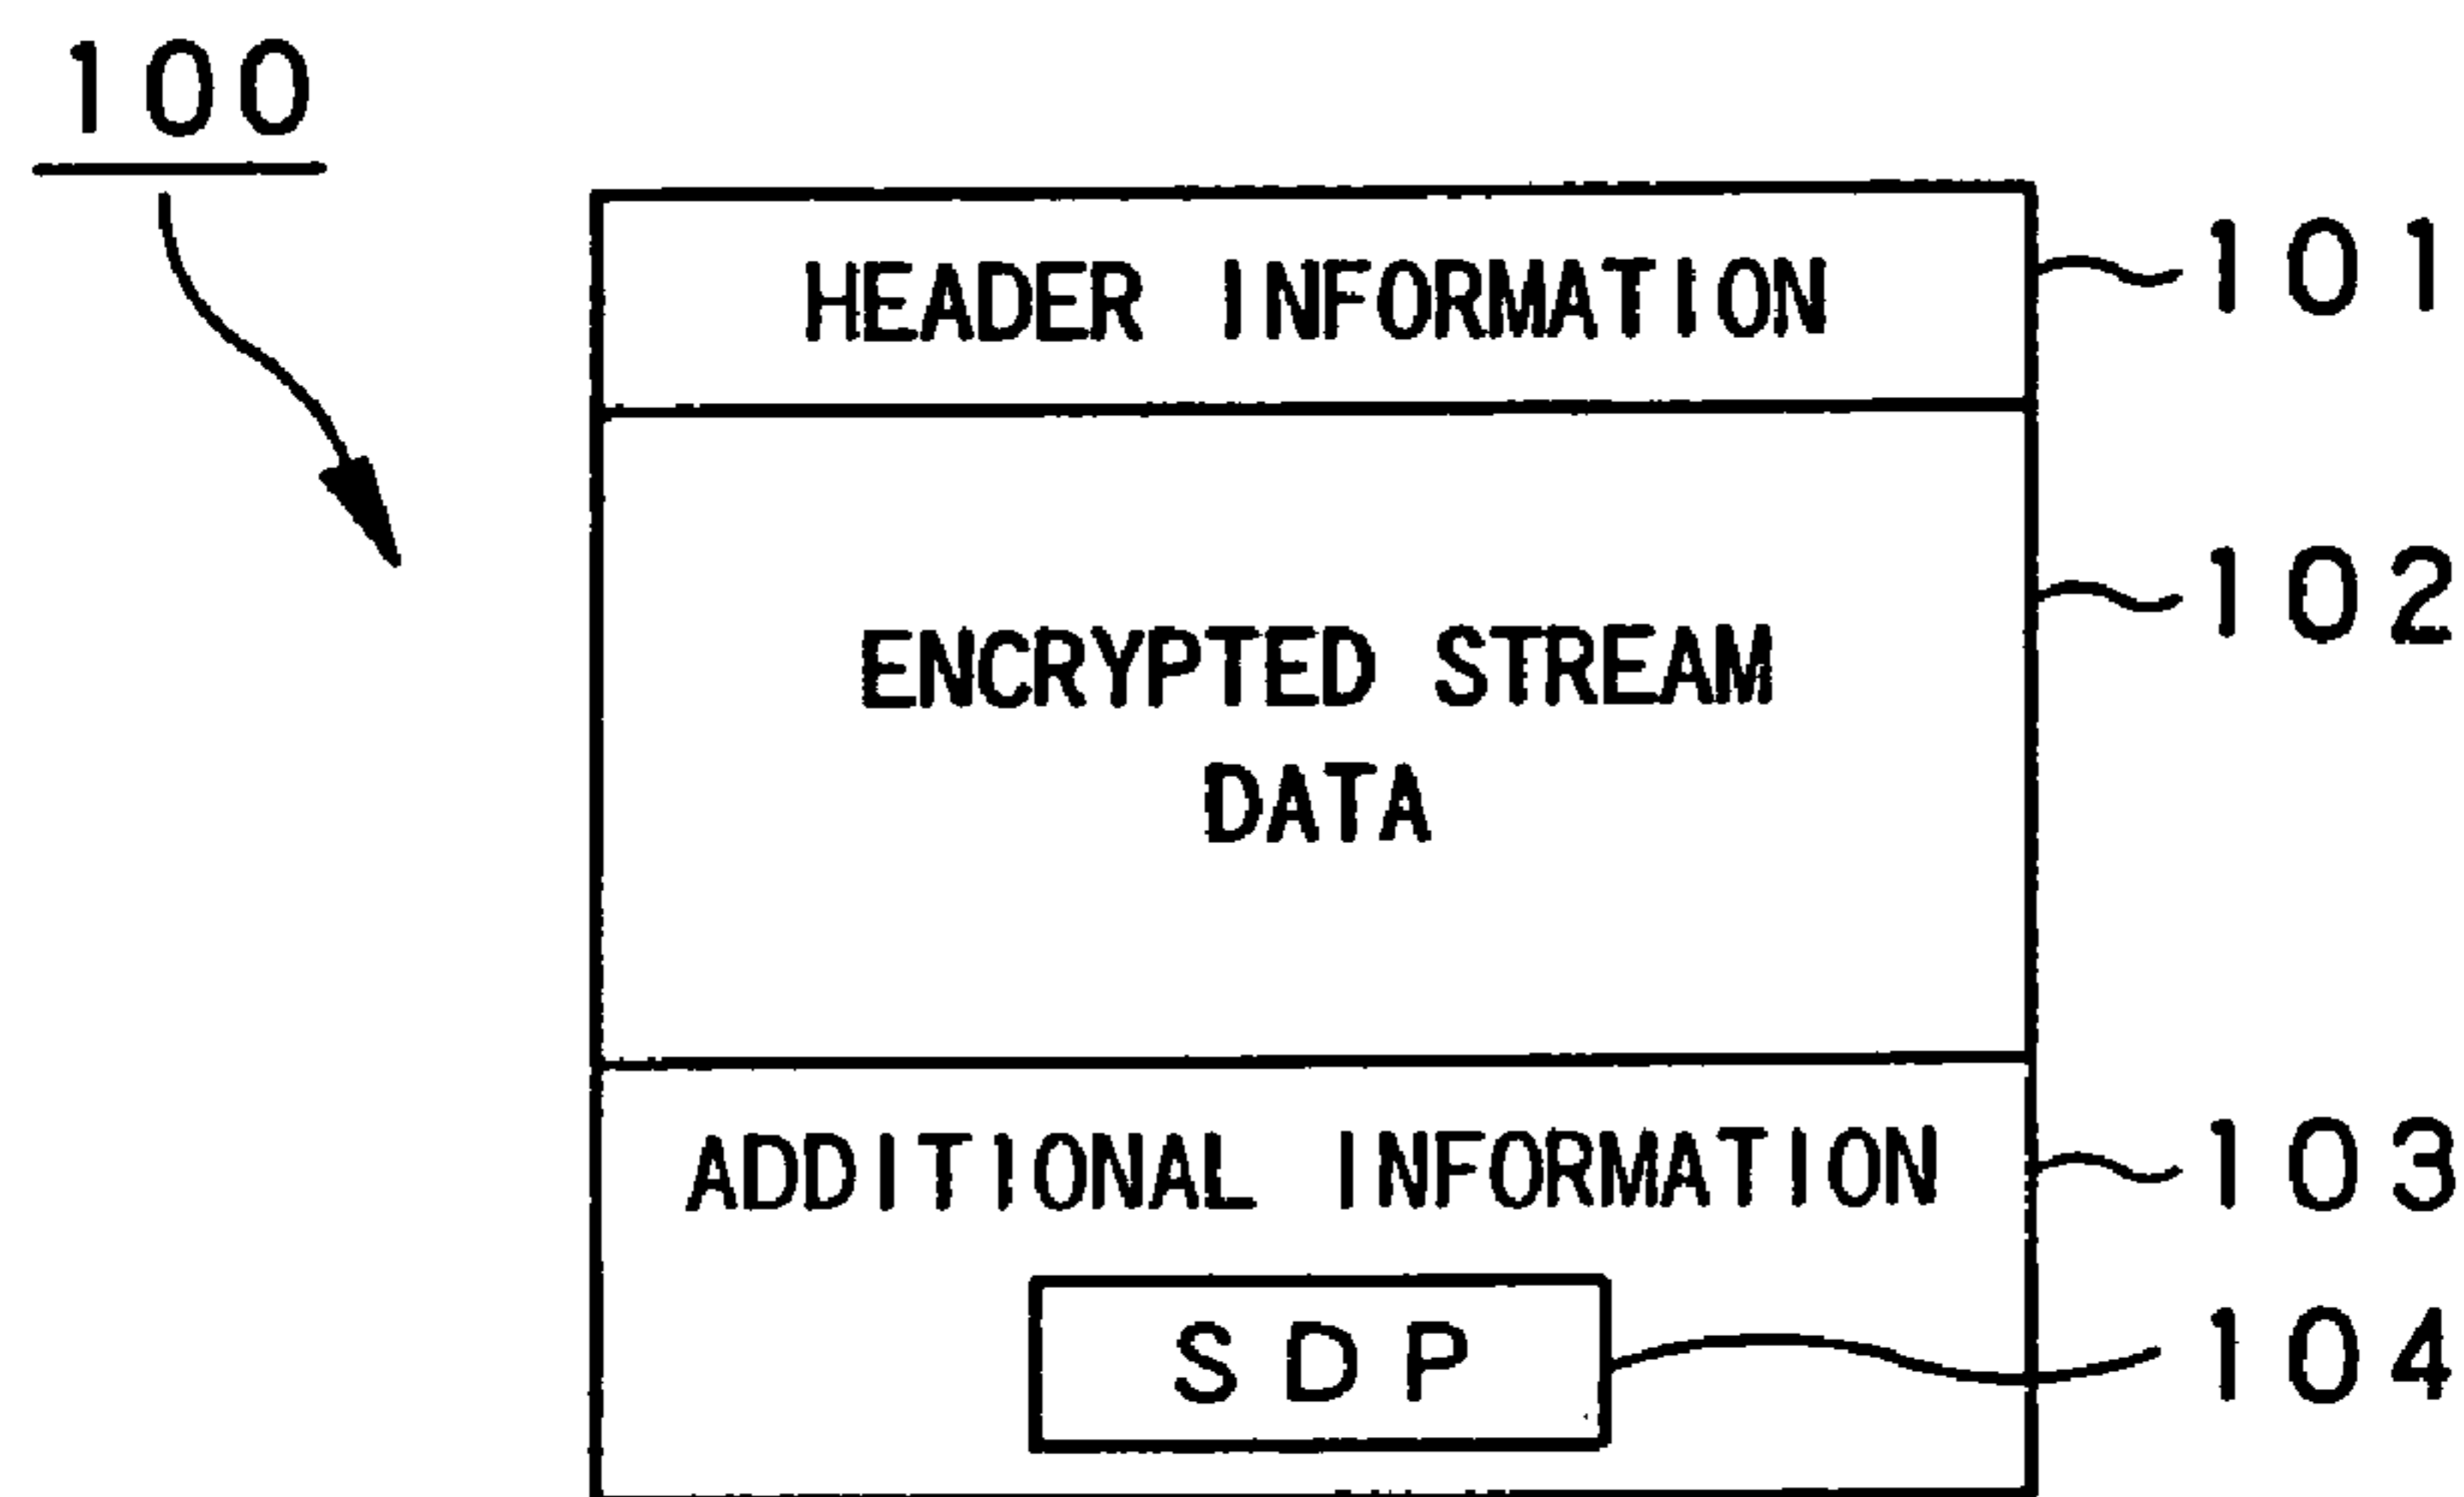 100
HEADER INFORMATION
101
ENCRYPTED STREAM
DATA
102
ADDITIONAL INFORMATION
103
SDP
104